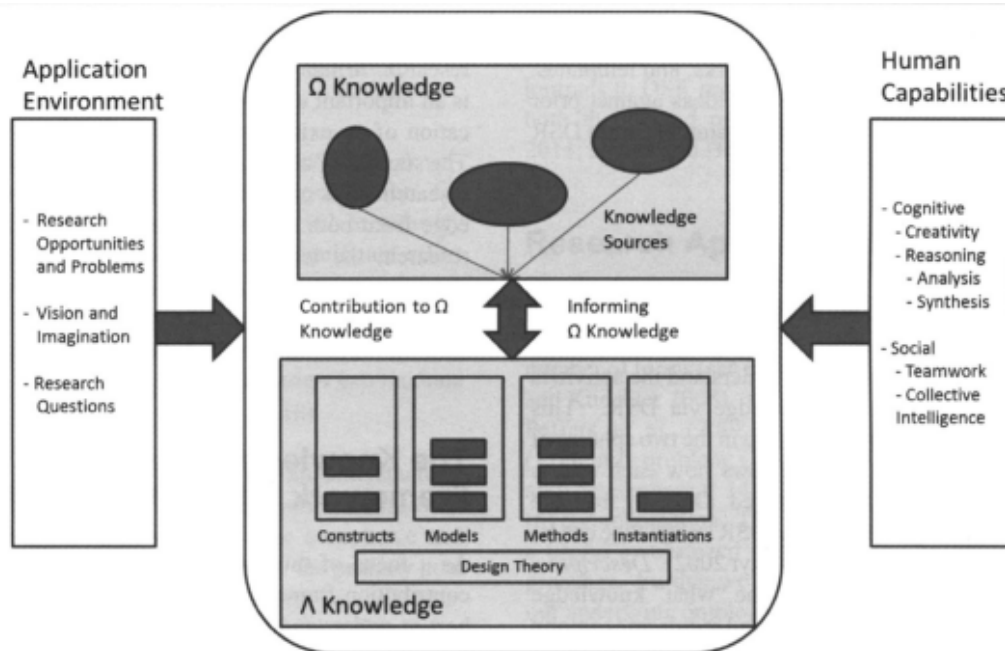 Application
Environment
- Research
Opportunities
and Problems
- Vision and
Imagination
- Research
Questions
Ω Knowledge
Knowledge
Sources
Contribution to Ω
Knowledge
Informing
Ω Knowledge
Constructs
Models
Methods
Instantiations
Design Theory
Λ Knowledge
Human
Capabilities
- Cognitive
- Creativity
- Reasoning
- Analysis
- Synthesis
- Social
- Teamwork
- Collective
Intelligence